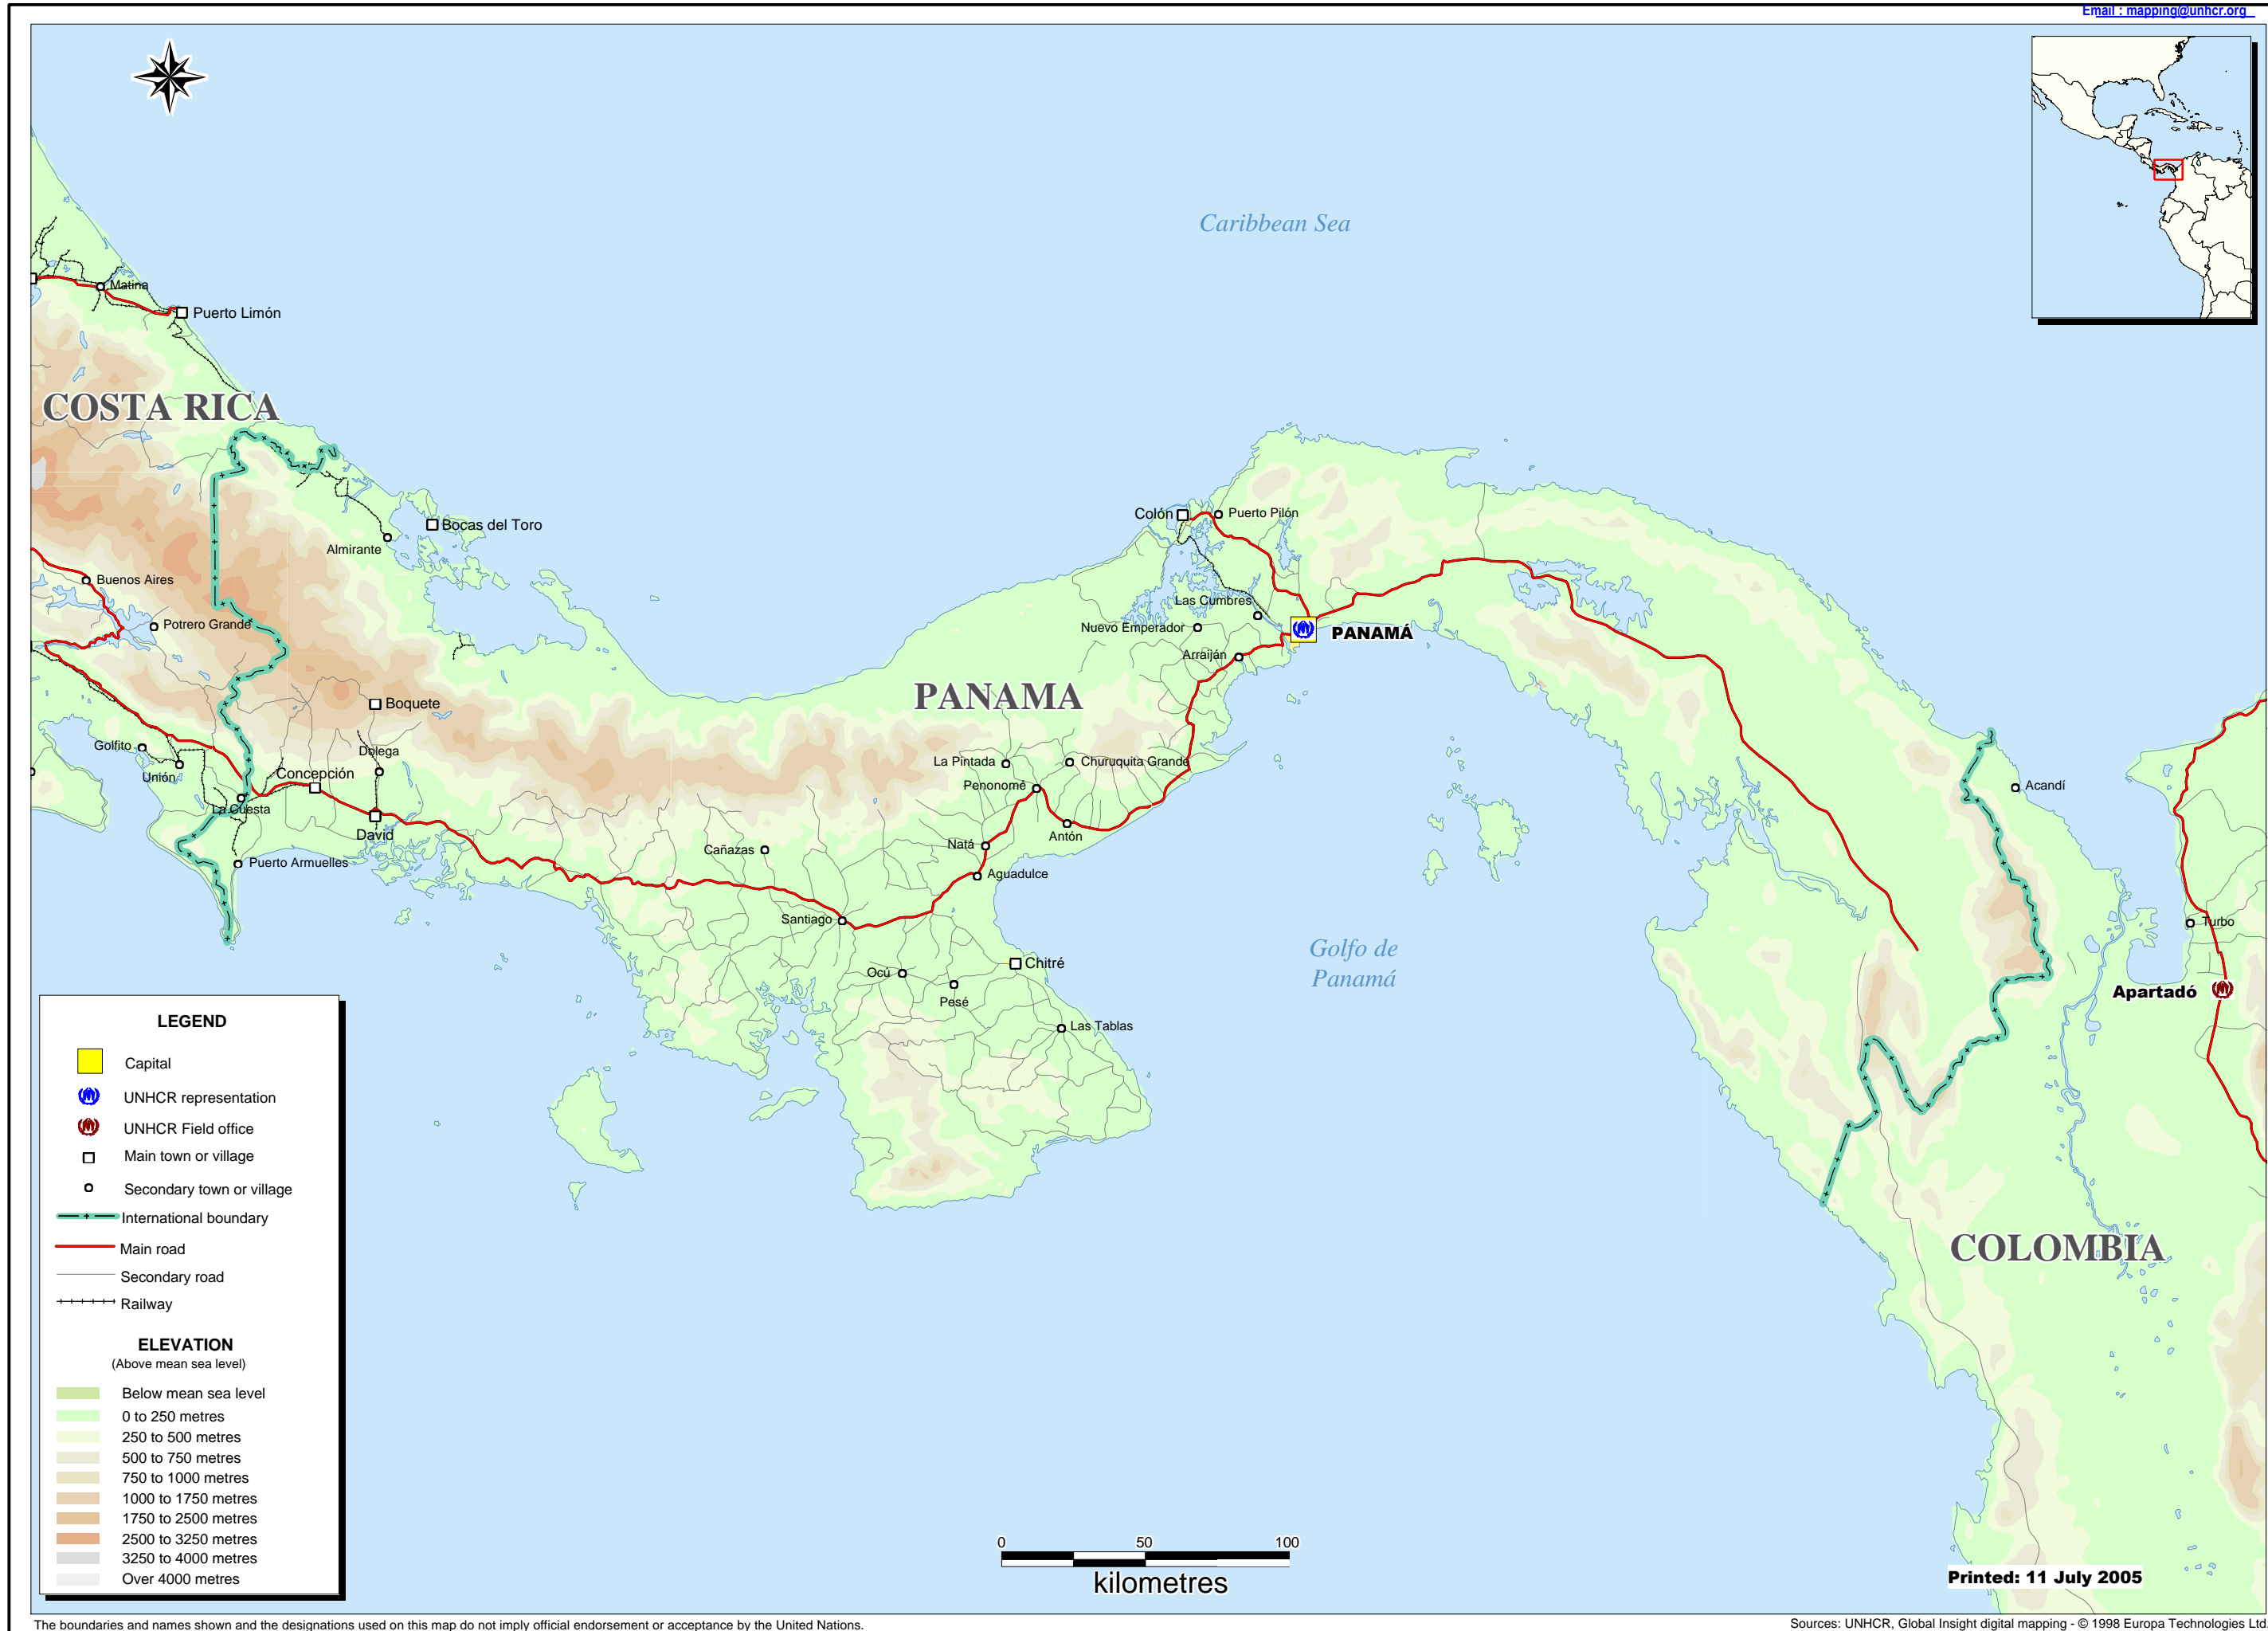 Email : mapping@unhcr.org
Caribbean Sea
Matina
Puerto Limón
COSTA RICA
Bocas del Toro
Almirante
Colón
Puerto Pilón
Buenos Aires
Potrero Grande
Las Cumbres
Nuevo Emperador
PANAMÁ
Arraiján
PANAMA
Boquete
Golfito
Unión
Dolega
Concepción
La Pintada
Churuquita Grande
Penonomé
Acandí
La Cuesta
David
Antón
Natá
Cañazas
Puerto Armuelles
Aguadulce
Santiago
Turbo
Golfo de
Panamá
Chitré
Ocú
Pesé
Apartadó
Las Tablas
COLOMBIA
LEGEND
Capital
UNHCR representation
UNHCR Field office
Main town or village
Secondary town or village
International boundary
Main road
Secondary road
Railway
ELEVATION
(Above mean sea level)
Below mean sea level
0 to 250 metres
250 to 500 metres
500 to 750 metres
750 to 1000 metres
1000 to 1750 metres
1750 to 2500 metres
2500 to 3250 metres
3250 to 4000 metres
Over 4000 metres
0 50 100
kilometres
Printed: 11 July 2005
The boundaries and names shown and the designations used on this map do not imply official endorsement or acceptance by the United Nations.
Sources: UNHCR, Global Insight digital mapping - © 1998 Europa Technologies Ltd